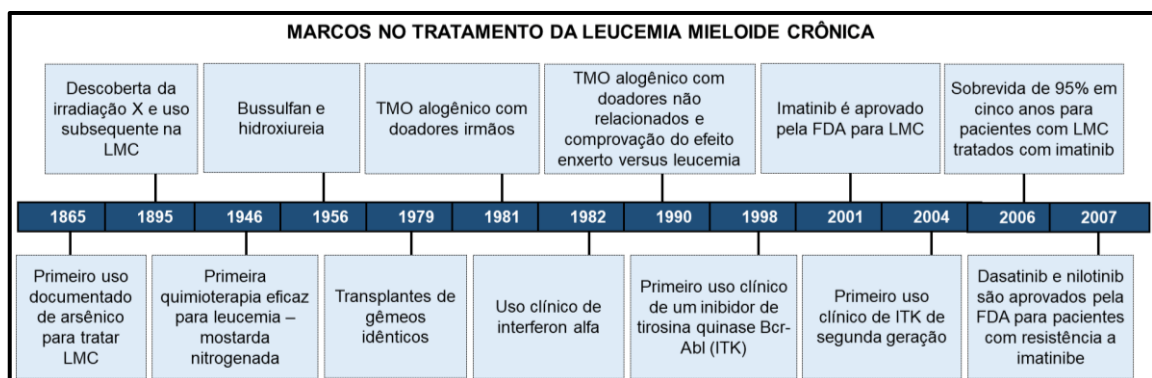 MARCOS NO TRATAMENTO DA LEUCEMIA MIELOIDE CRÔNICA
Descoberta da
irradiação X e uso
subsequente na
LMC
Bussulfan e
hidroxiureia
TMO alogênico com
doadores irmãos
TMO alogênico com
doadores não
relacionados e
comprovação do efeito
enxerto versus leucemia
Imatinib é aprovado
pela FDA para LMC
Sobrevida de 95% em
cinco anos para
pacientes com LMC
tratados com imatinib
1865 1895 1946 1956 1979 1981 1982 1990 1998 2001 2004 2006 2007
Primeiro uso
documentado
de arsênico
para tratar
LMC
Primeira
quimioterapia eficaz
para leucemia –
mostarda
nitrogenada
Transplantes de
gêmeos
idênticos
Uso clínico de
interferon alfa
Primeiro uso clínico
de um inibidor de
tirosina quinase Bcr-
Abl (ITK)
Primeiro uso
clínico de ITK de
segunda geração
Dasatinib e nilotinib
são aprovados pela
FDA para pacientes
com resistência a
imatinibe